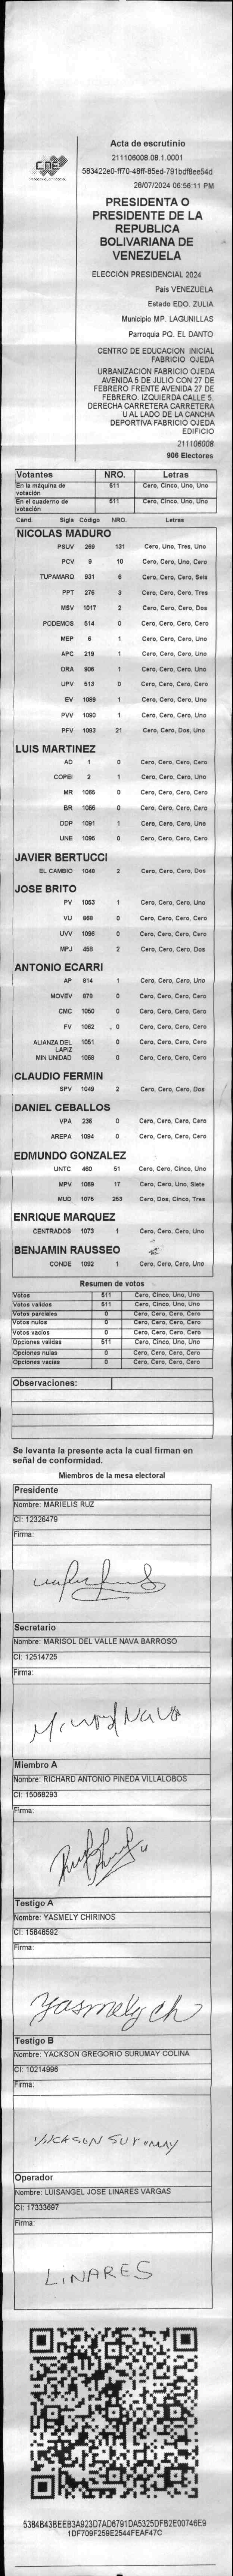 CNE
Acta de escrutinio
211106008.08.1.0001
583422e0-ff70-48ff-85ed-791bdf8ee54d
28/07/2024 06:56:11 PM
PRESIDENTA O
PRESIDENTE DE LA
REPUBLICA
BOLIVARIANA DE
VENEZUELA
ELECCIÓN PRESIDENCIAL 2024
País VENEZUELA
Estado EDO. ZULIA
Municipio MP. LAGUNILLAS
Parroquia PQ. EL DANTO
CENTRO DE EDUCACION INICIAL
FABRICIO OJEDA
URBANIZACION FABRICIO OJEDA
AVENIDA 5 DE JULIO CON 27 DE
FEBRERO FRENTE AVENIDA 27 DE
FEBRERO. IZQUIERDA CALLE 5.
DERECHA CARRETERA CARRETERA
U AL LADO DE LA CANCHA
DEPORTIVA FABRICIO OJEDA
EDIFICIO
211106008
906 Electores
Votantes NRO. Letras
En la máquina de votación 511 Cero, Cinco, Uno, Uno
En el cuaderno de votación 511 Cero, Cinco, Uno, Uno
Cand. Sigla Código NRO. Letras
NICOLAS MADURO
PSUV 269 131 Cero, Uno, Tres, Uno
PCV 9 10 Cero, Cero, Uno, Cero
TUPAMARO 931 6 Cero, Cero, Cero, Seis
PPT 276 3 Cero, Cero, Cero, Tres
MSV 1017 2 Cero, Cero, Cero, Dos
PODEMOS 514 0 Cero, Cero, Cero, Cero
MEP 6 1 Cero, Cero, Cero, Uno
APC 219 1 Cero, Cero, Cero, Uno
ORA 906 1 Cero, Cero, Cero, Uno
UPV 513 0 Cero, Cero, Cero, Cero
EV 1089 1 Cero, Cero, Cero, Uno
PVV 1090 1 Cero, Cero, Cero, Uno
PFV 1093 21 Cero, Cero, Dos, Uno
LUIS MARTINEZ
AD 1 0 Cero, Cero, Cero, Cero
COPEI 2 1 Cero, Cero, Cero, Uno
MR 1065 0 Cero, Cero, Cero, Cero
BR 1066 0 Cero, Cero, Cero, Cero
DDP 1091 1 Cero, Cero, Cero, Uno
UNE 1095 0 Cero, Cero, Cero, Cero
JAVIER BERTUCCI
EL CAMBIO 1048 2 Cero, Cero, Cero, Dos
JOSE BRITO
PV 1053 1 Cero, Cero, Cero, Uno
VU 868 0 Cero, Cero, Cero, Cero
UVV 1096 0 Cero, Cero, Cero, Cero
MPJ 458 2 Cero, Cero, Cero, Dos
ANTONIO ECARRI
AP 814 1 Cero, Cero, Cero, Uno
MOVEV 879 0 Cero, Cero, Cero, Cero
CMC 1050 0 Cero, Cero, Cero, Cero
FV 1062 0 Cero, Cero, Cero, Cero
ALIANZA DEL LAPIZ 1051 0 Cero, Cero, Cero, Cero
MIN UNIDAD 1068 0 Cero, Cero, Cero, Cero
CLAUDIO FERMIN
SPV 1049 2 Cero, Cero, Cero, Dos
DANIEL CEBALLOS
VPA 236 0 Cero, Cero, Cero, Cero
AREPA 1094 0 Cero, Cero, Cero, Cero
EDMUNDO GONZALEZ
UNTC 460 51 Cero, Cero, Cinco, Uno
MPV 1069 17 Cero, Cero, Uno, Siete
MUD 1076 253 Cero, Dos, Cinco, Tres
ENRIQUE MARQUEZ
CENTRADOS 1073 1 Cero, Cero, Cero, Uno
BENJAMIN RAUSSEO
CONDE 1092 1 Cero, Cero, Cero, Uno
Resumen de votos
Votos 511 Cero, Cinco, Uno, Uno
Votos validos 511 Cero, Cinco, Uno, Uno
Votos parciales 0 Cero, Cero, Cero, Cero
Votos nulos 0 Cero, Cero, Cero, Cero
Votos vacios 0 Cero, Cero, Cero, Cero
Opciones validas 511 Cero, Cinco, Uno, Uno
Opciones nulas 0 Cero, Cero, Cero, Cero
Opciones vacias 0 Cero, Cero, Cero, Cero
Observaciones:
Se levanta la presente acta la cual firman en
señal de conformidad.
Miembros de la mesa electoral
Presidente
Nombre: MARIELIS RUZ
CI: 12326479
Firma:
Secretario
Nombre: MARISOL DEL VALLE NAVA BARROSO
CI: 12514725
Firma:
Miembro A
Nombre: RICHARD ANTONIO PINEDA VILLALOBOS
CI: 15068293
Firma:
Testigo A
Nombre: YASMELY CHIRINOS
CI: 15848592
Firma:
Yasmely ch
Testigo B
Nombre: YACKSON GREGORIO SURUMAY COLINA
CI: 10214996
Firma:
YACKSON SURUMAY
Operador
Nombre: LUISANGEL JOSE LINARES VARGAS
CI: 17333697
Firma:
LINARES